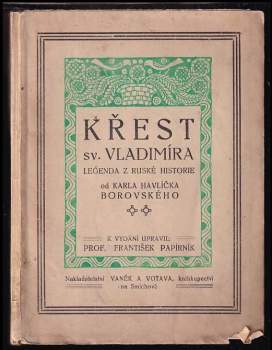 KŘEST
sv. VLADIMÍRA
LEGENDA Z RUSKÉ HISTORIE
od KARLA HAVLÍČKA
BOROVSKÉHO
K VYDÁNÍ UPRAVIL
PROF. FRANTIŠEK PAPÍRNÍK
Nakladatelství VANĚK A VOTAVA, knihkupectví
na Smíchově